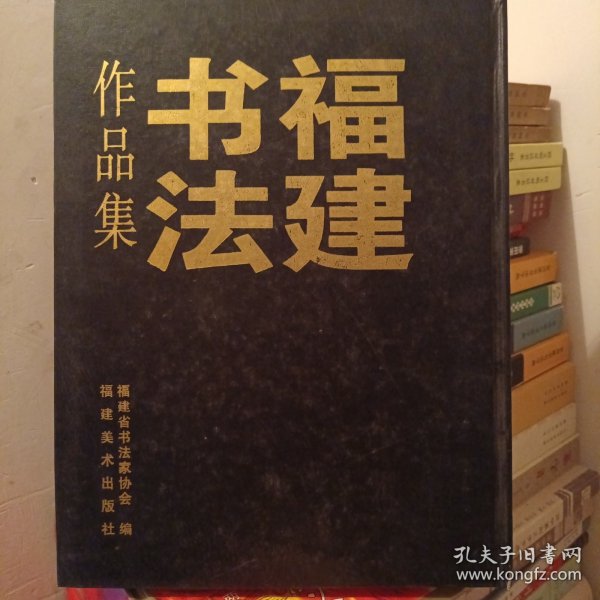 福建
书法
作品集
福建省书法家协会 编
福建美术出版社
孔夫子旧书网
www.kongfz.com